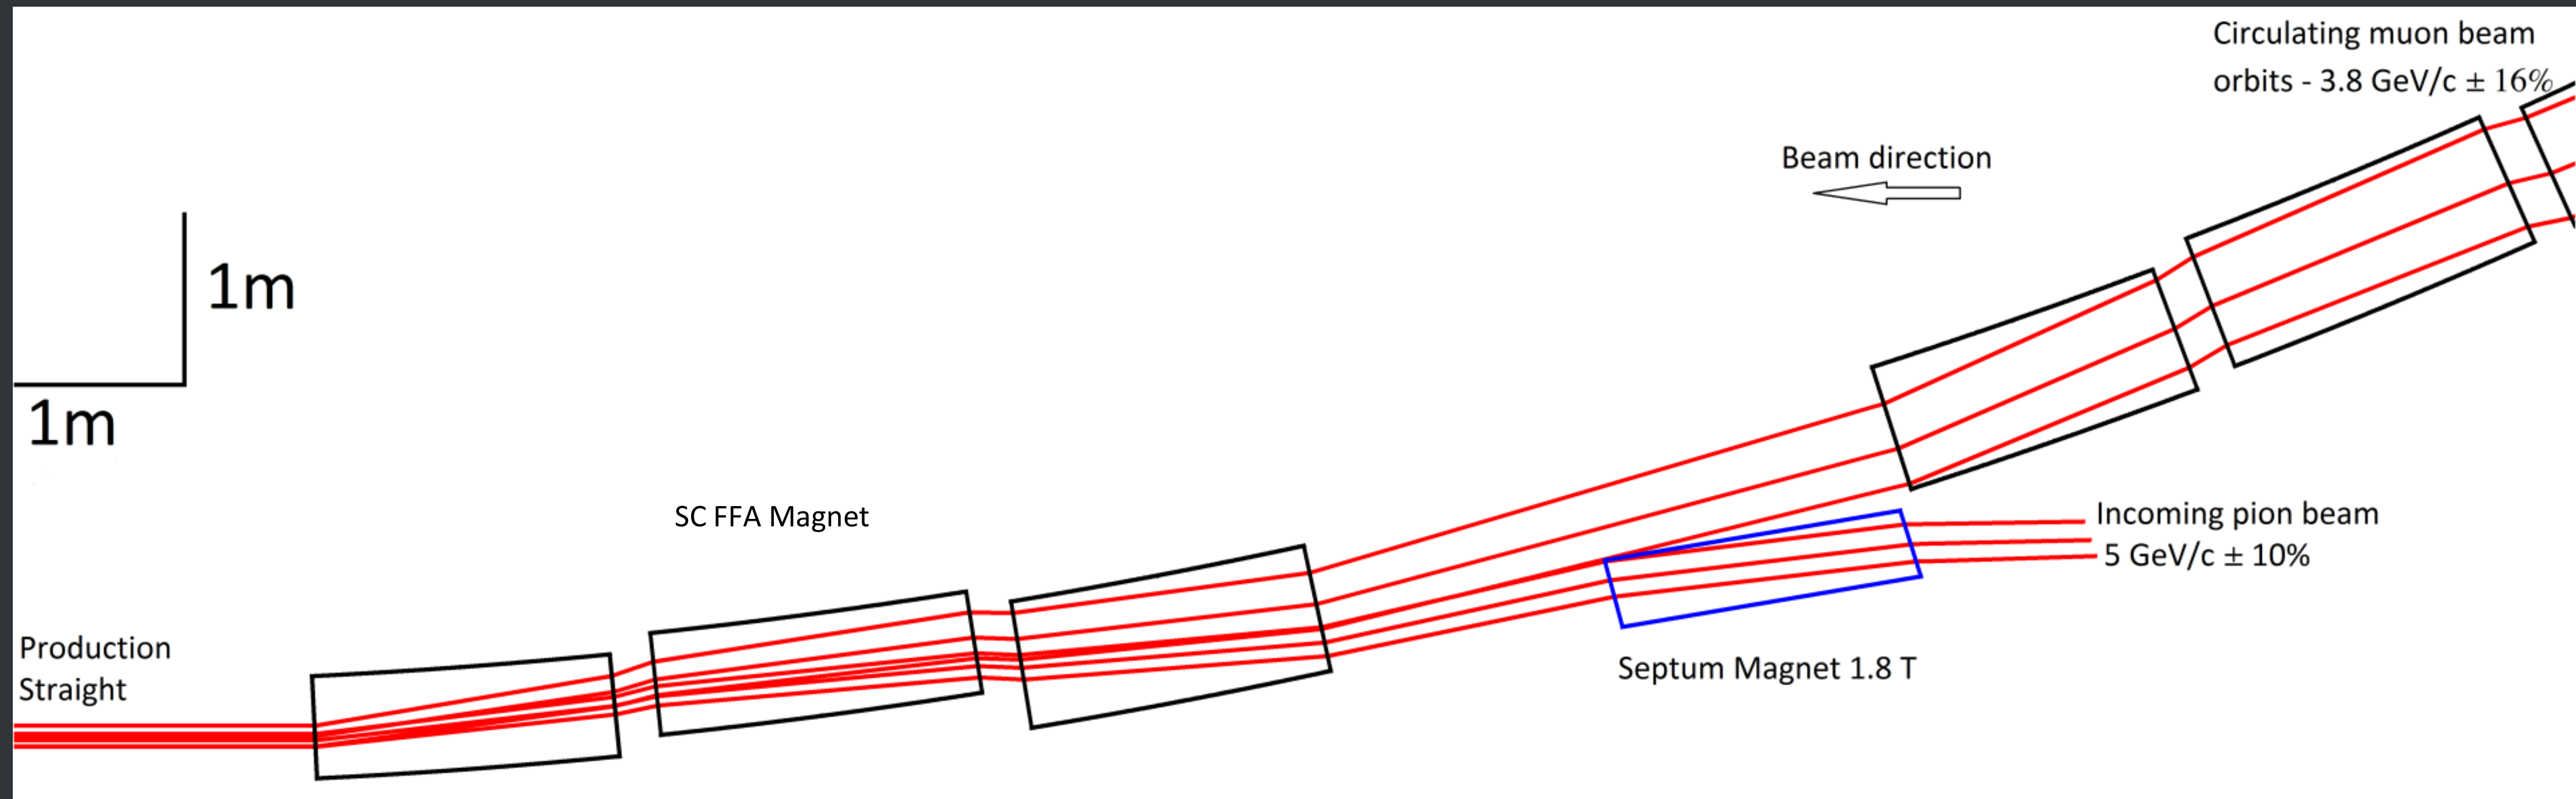 Circulating muon beam
orbits - 3.8 GeV/c ± 16%
Beam direction
1m
1m
SC FFA Magnet
Incoming pion beam
5 GeV/c ± 10%
Production
Straight
Septum Magnet 1.8 T